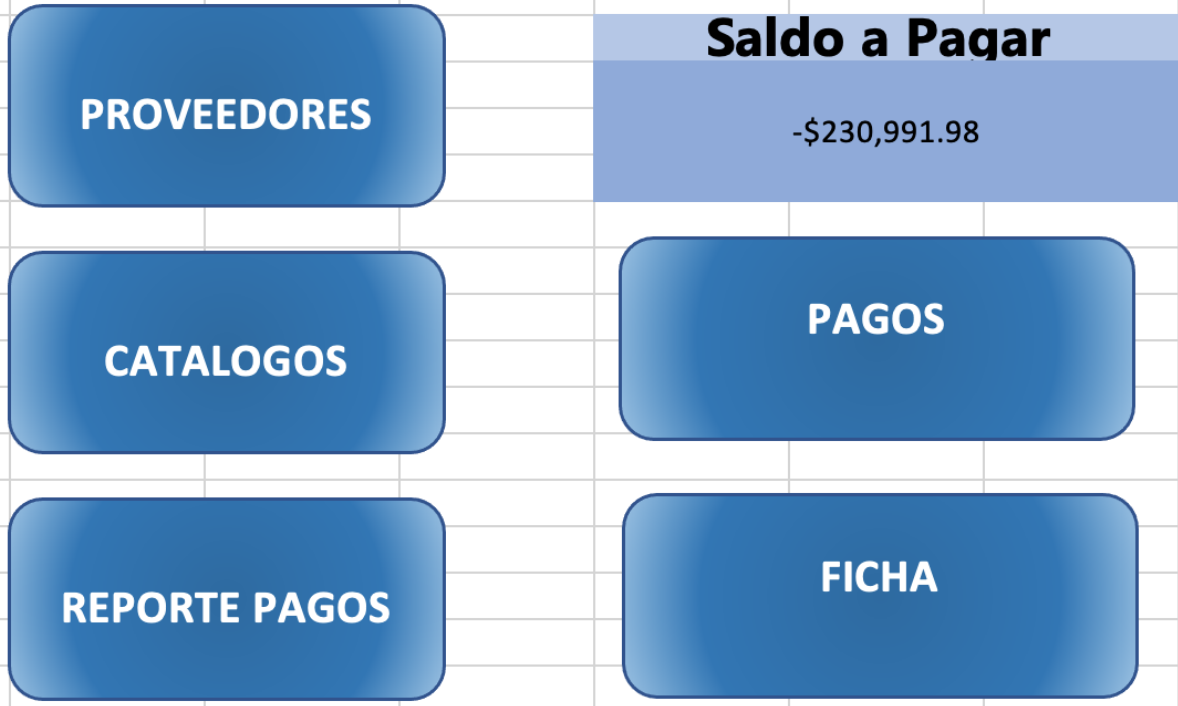 PROVEEDORES
Saldo a Pagar
-$230,991.98
CATALOGOS
PAGOS
REPORTE PAGOS
FICHA